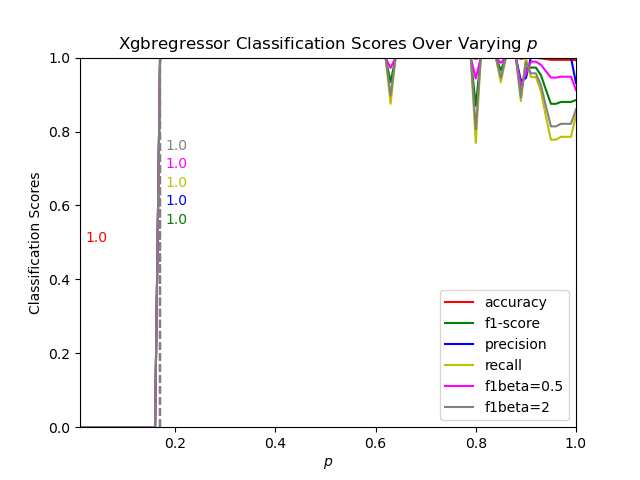 Xgbregressor Classification Scores Over Varying p
Classification Scores
1.0
0.8
0.6
0.4
0.2
0.0
1.0
1.0
1.0
1.0
1.0
1.0
accuracy
f1-score
precision
recall
f1beta=0.5
f1beta=2
0.2
0.4
0.6
0.8
1.0
p